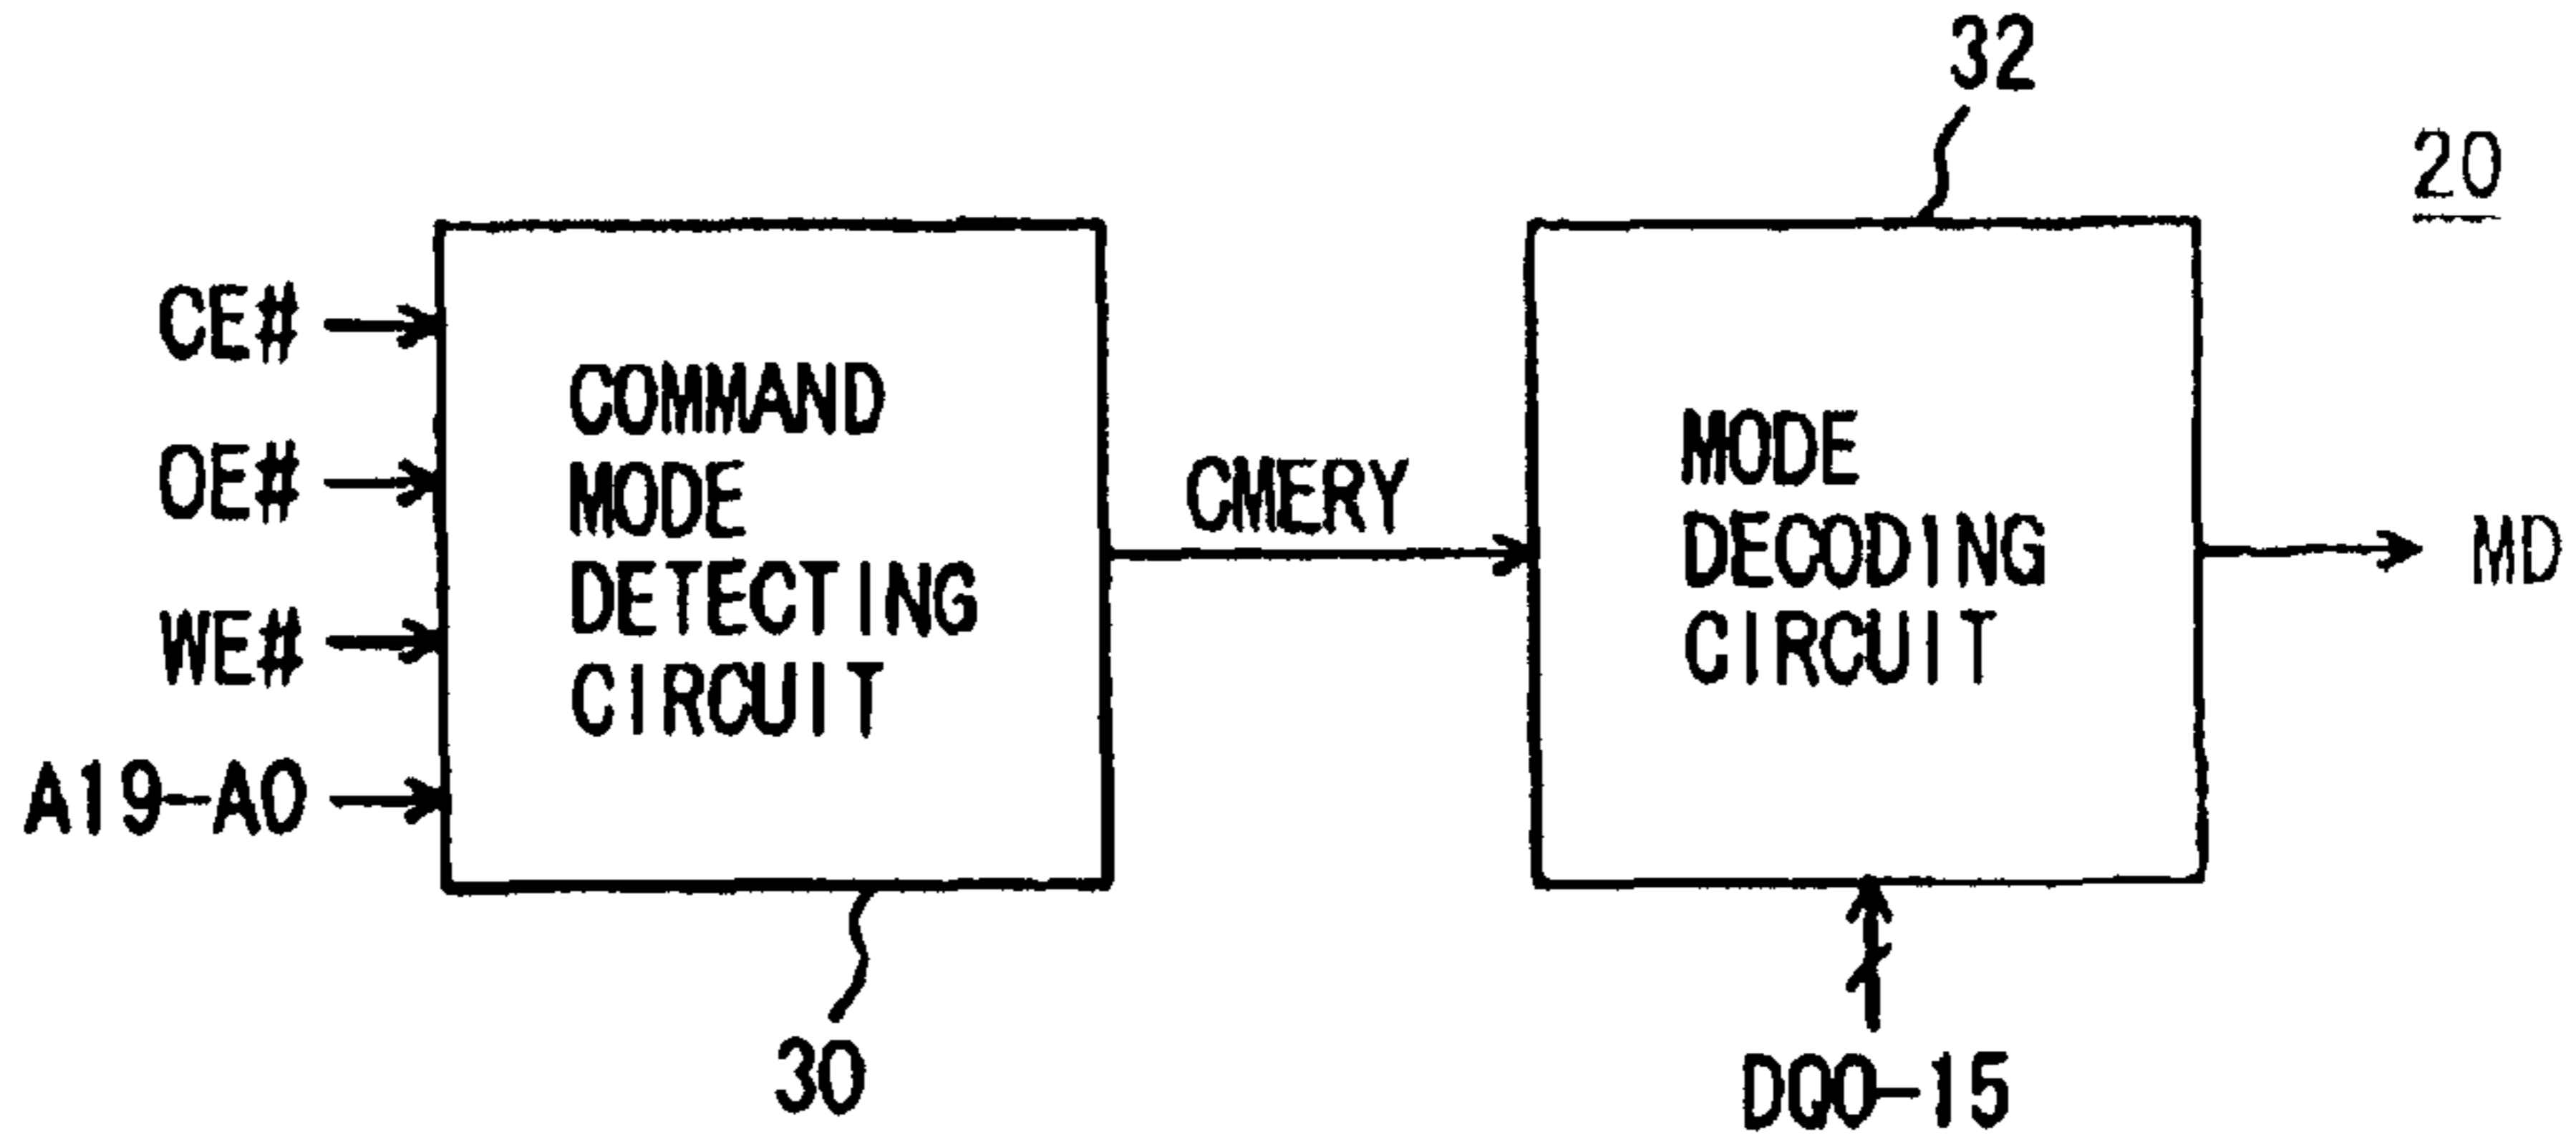 32
20
CE#
OE#
WE#
A19-A0
COMMAND
MODE
DETECTING
CIRCUIT
30
CMERY
MODE
DECODING
CIRCUIT
DQ0-15
MD